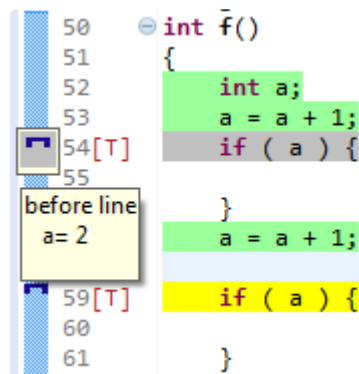 50 int f()
51 {
52 int a;
53 a = a + 1;
54[T] if ( a ) {
55
before line
a= 2
}
a = a + 1;
59[T] if ( a ) {
60
61 }